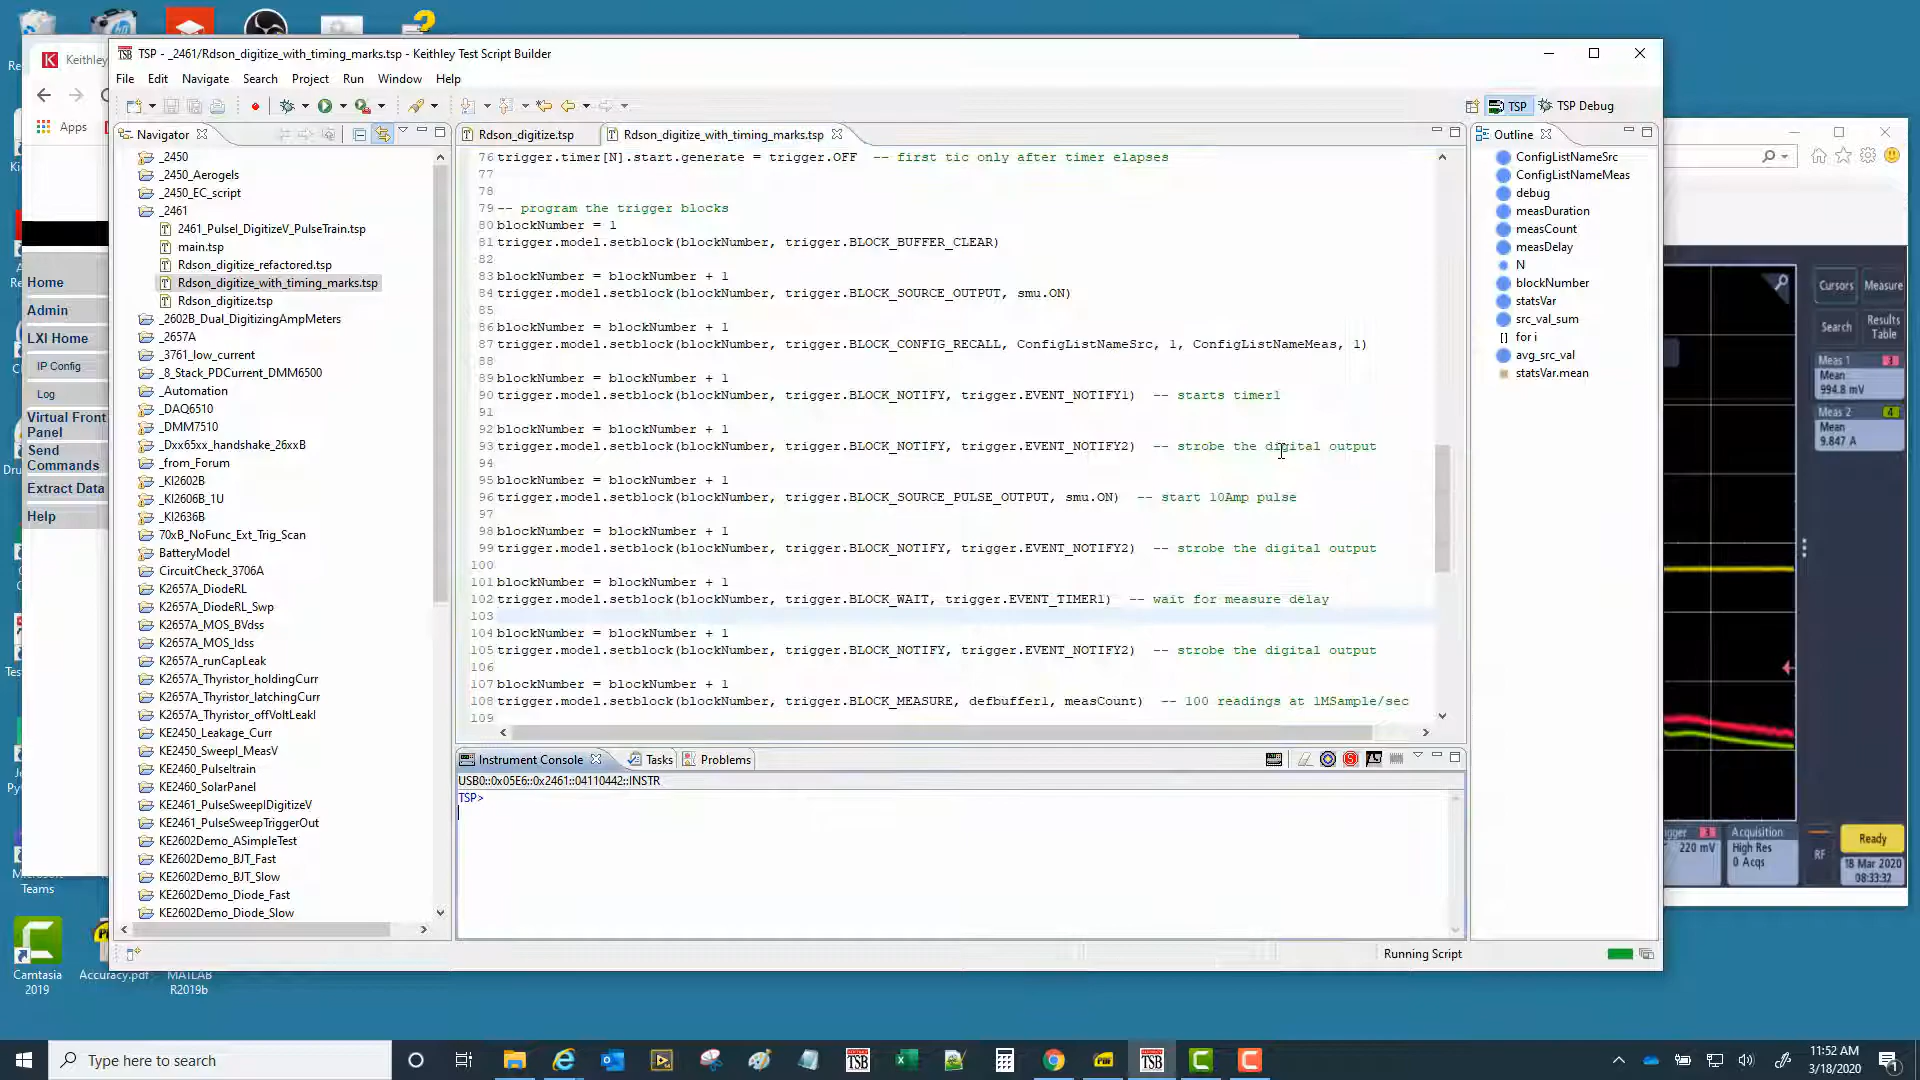 TSP - _2461/Rdson_digitize_with_timing_marks.tsp - Keithley Test Script Builder
File Edit Navigate Search Project Run Window Help
TSP TSP Debug
Navigator
_2450
_2450_Aerogels
_2450_EC_script
_2461
2461_PulseI_DigitizeV_PulseTrain.tsp
main.tsp
Rdson_digitize_refactored.tsp
Rdson_digitize_with_timing_marks.tsp
Rdson_digitize.tsp
_2602B_Dual_DigitizingAmpMeters
_2657A
_3761_low_current
_8_Stack_PDCurrent_DMM6500
_Automation
_DAQ6510
_DMM7510
_Dxx65xx_handshake_26xxB
_from_Forum
_KI2602B
_KI2606B_1U
_KI2636B
70xB_NoFunc_Ext_Trig_Scan
BatteryModel
CircuitCheck_3706A
K2657A_DiodeRL
K2657A_DiodeRL_Swp
K2657A_MOS_BVdss
K2657A_MOS_Idss
K2657A_runCapLeak
K2657A_Thyristor_holdingCurr
K2657A_Thyristor_latchingCurr
K2657A_Thyristor_offVoltLeakI
KE2450_Leakage_Curr
KE2450_SweepI_MeasV
KE2460_Pulseltrain
KE2460_SolarPanel
KE2461_PulseSweepIDigitizeV
KE2461_PulseSweepTriggerOut
KE2602Demo_ASimpleTest
KE2602Demo_BJT_Fast
KE2602Demo_BJT_Slow
KE2602Demo_Diode_Fast
KE2602Demo_Diode_Slow
Rdson_digitize.tsp Rdson_digitize_with_timing_marks.tsp
76 trigger.timer[N].start.generate = trigger.OFF -- first tic only after timer elapses
77
78
79 -- program the trigger blocks
80 blockNumber = 1
81 trigger.model.setblock(blockNumber, trigger.BLOCK_BUFFER_CLEAR)
82
83 blockNumber = blockNumber + 1
84 trigger.model.setblock(blockNumber, trigger.BLOCK_SOURCE_OUTPUT, smu.ON)
85
86 blockNumber = blockNumber + 1
87 trigger.model.setblock(blockNumber, trigger.BLOCK_CONFIG_RECALL, ConfigListNameSrc, 1, ConfigListNameMeas, 1)
88
89 blockNumber = blockNumber + 1
90 trigger.model.setblock(blockNumber, trigger.BLOCK_NOTIFY, trigger.EVENT_NOTIFY1) -- starts timer1
91
92 blockNumber = blockNumber + 1
93 trigger.model.setblock(blockNumber, trigger.BLOCK_NOTIFY, trigger.EVENT_NOTIFY2) -- strobe the digital output
94
95 blockNumber = blockNumber + 1
96 trigger.model.setblock(blockNumber, trigger.BLOCK_SOURCE_PULSE_OUTPUT, smu.ON) -- start 10Amp pulse
97
98 blockNumber = blockNumber + 1
99 trigger.model.setblock(blockNumber, trigger.BLOCK_NOTIFY, trigger.EVENT_NOTIFY2) -- strobe the digital output
100
101 blockNumber = blockNumber + 1
102 trigger.model.setblock(blockNumber, trigger.BLOCK_WAIT, trigger.EVENT_TIMER1) -- wait for measure delay
103
104 blockNumber = blockNumber + 1
105 trigger.model.setblock(blockNumber, trigger.BLOCK_NOTIFY, trigger.EVENT_NOTIFY2) -- strobe the digital output
106
107 blockNumber = blockNumber + 1
108 trigger.model.setblock(blockNumber, trigger.BLOCK_MEASURE, defbuffer1, measCount) -- 100 readings at 1MSample/sec
109
Instrument Console Tasks Problems
USB0::0x05E6::0x2461::04110442::INSTR
TSP>
Running Script
Outline
ConfigListNameSrc
ConfigListNameMeas
debug
measDuration
measCount
measDelay
N
blockNumber
statsVar
src_val_sum
for i
avg_src_val
statsVar.mean
Keithley
Apps
Home
Admin
LXI Home
IP Config
Log
Virtual Front
Panel
Send
Commands
Extract Data
Help
Cursors Measure
Search Results
Table
Meas 1 3
Mean
994.8 mV
Meas 2 4
Mean
9.847 A
3
220 mV
Acquisition
High Res
0 Acqs
RF
Ready
18 Mar 2020
08:33:32
Teams
Camtasia
2019
Accuracy.pdf
MATLAB
R2019b
Type here to search
TSB
TSB
11:52 AM
3/18/2020
1